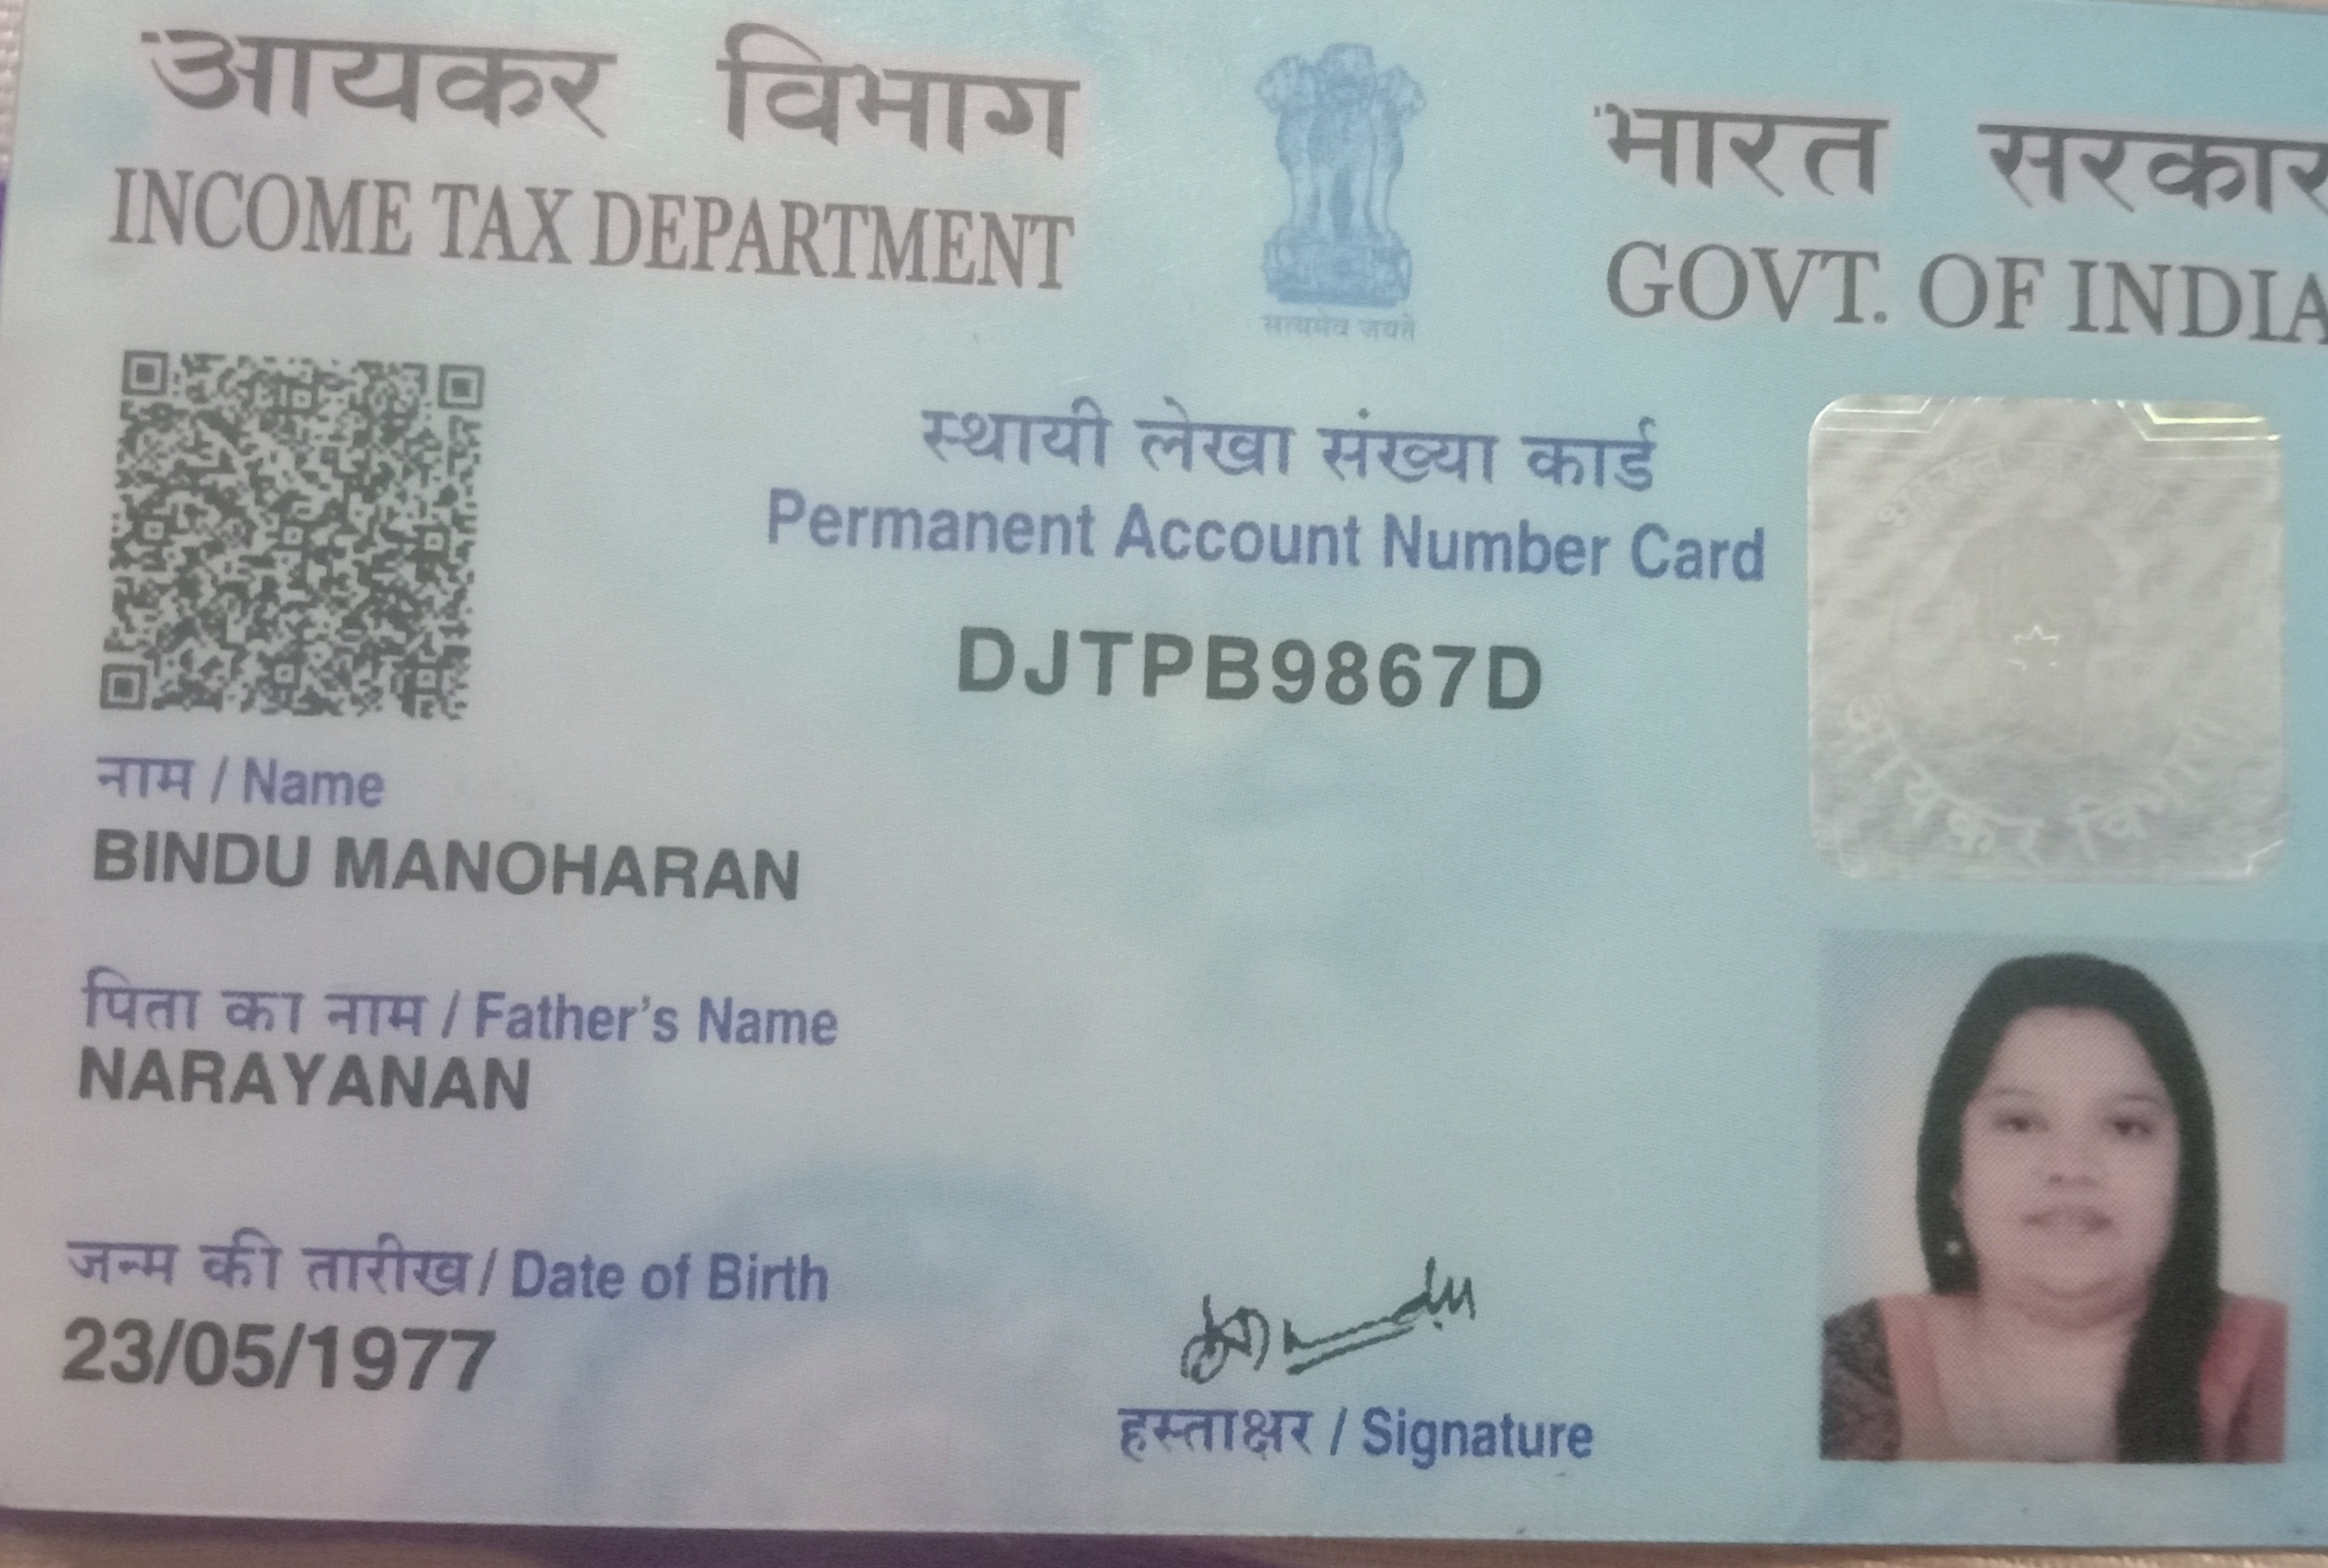 आयकर विभाग
INCOME TAX DEPARTMENT
भारत सरकार
GOVT. OF INDIA
सत्यमेव जयते
स्थायी लेखा संख्या कार्ड
Permanent Account Number Card
DJTPB9867D
नाम / Name
BINDU MANOHARAN
पिता का नाम / Father's Name
NARAYANAN
जन्म की तारीख / Date of Birth
23/05/1977
हस्ताक्षर / Signature
आयकर विभाग